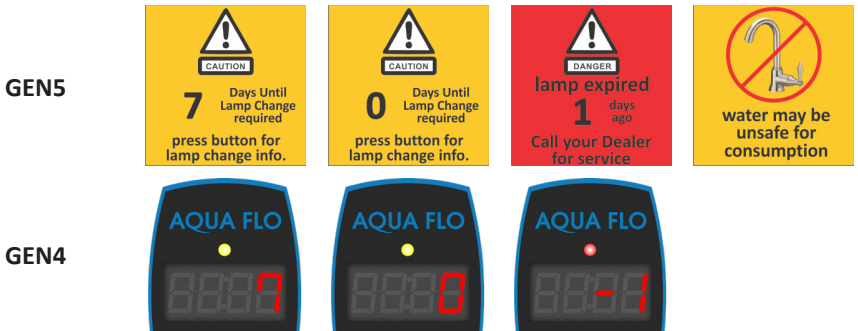 GEN5
CAUTION
7 Days Until
Lamp Change
required
press button for
lamp change info.
CAUTION
0 Days Until
Lamp Change
required
press button for
lamp change info.
DANGER
lamp expired
1 days
ago
Call your Dealer
for service
water may be
unsafe for
consumption
GEN4
AQUA FLO
7
AQUA FLO
0
AQUA FLO
-1